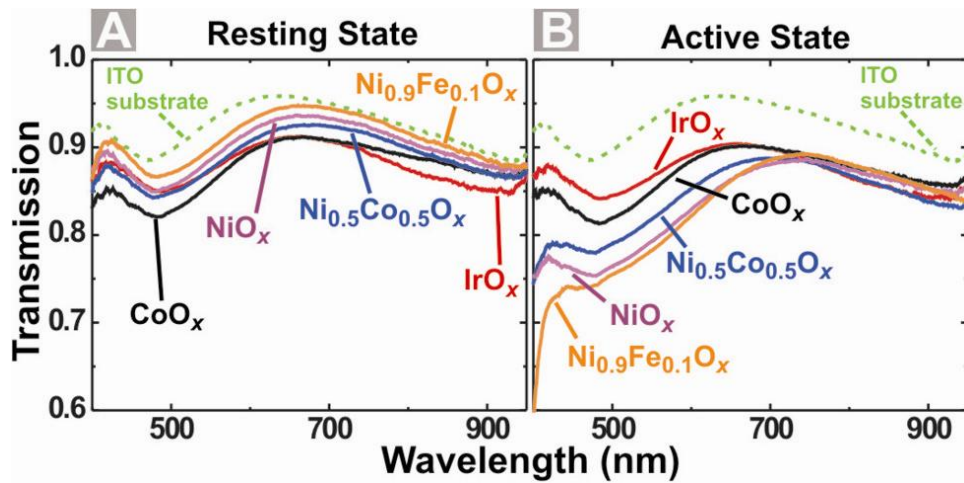 A
Resting State
B
Active State
Transmission
1.0
0.9
0.8
0.7
0.6
ITO
substrate
Ni0.9Fe0.1Ox
NiOx
Ni0.5Co0.5Ox
CoOx
IrOx
ITO
substrate
IrOx
CoOx
Ni0.5Co0.5Ox
NiOx
Ni0.9Fe0.1Ox
500
700
900
500
700
900
Wavelength (nm)